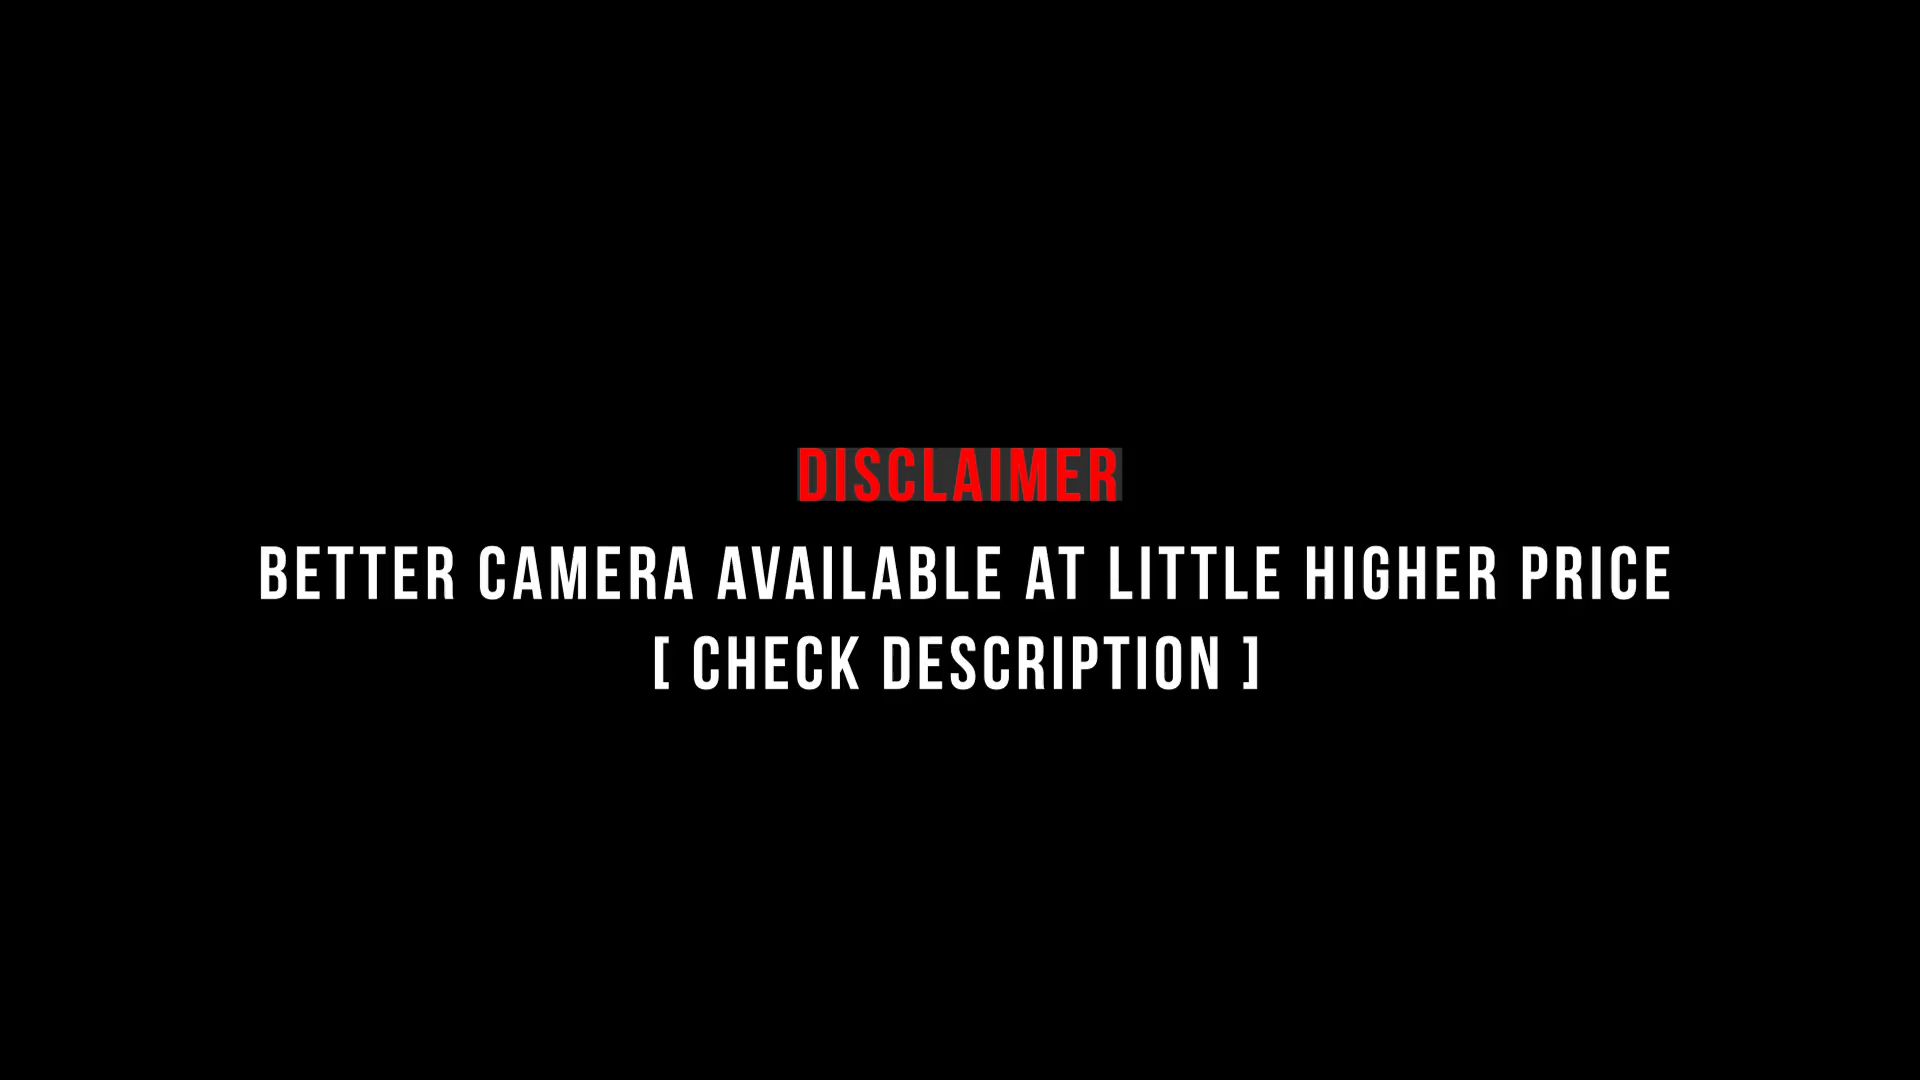 DISCLAIMER
BETTER CAMERA AVAILABLE AT LITTLE HIGHER PRICE
[ CHECK DESCRIPTION ]